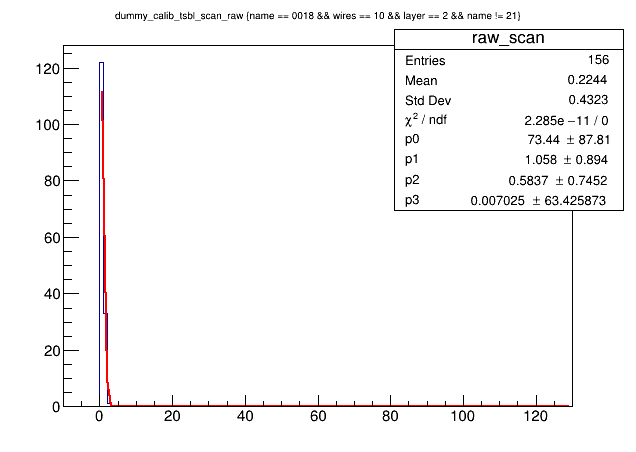 dummy_calib_tsbl_scan_raw {name == 0018 && wires == 10 && layer == 2 && name != 21}
raw_scan
Entries 156
Mean 0.2244
Std Dev 0.4323
χ² / ndf 2.285e−11 / 0
p0 73.44 ± 87.81
p1 1.058 ± 0.894
p2 0.5837 ± 0.7452
p3 0.007025 ± 63.425873
120
100
80
60
40
20
0
0 20 40 60 80 100 120